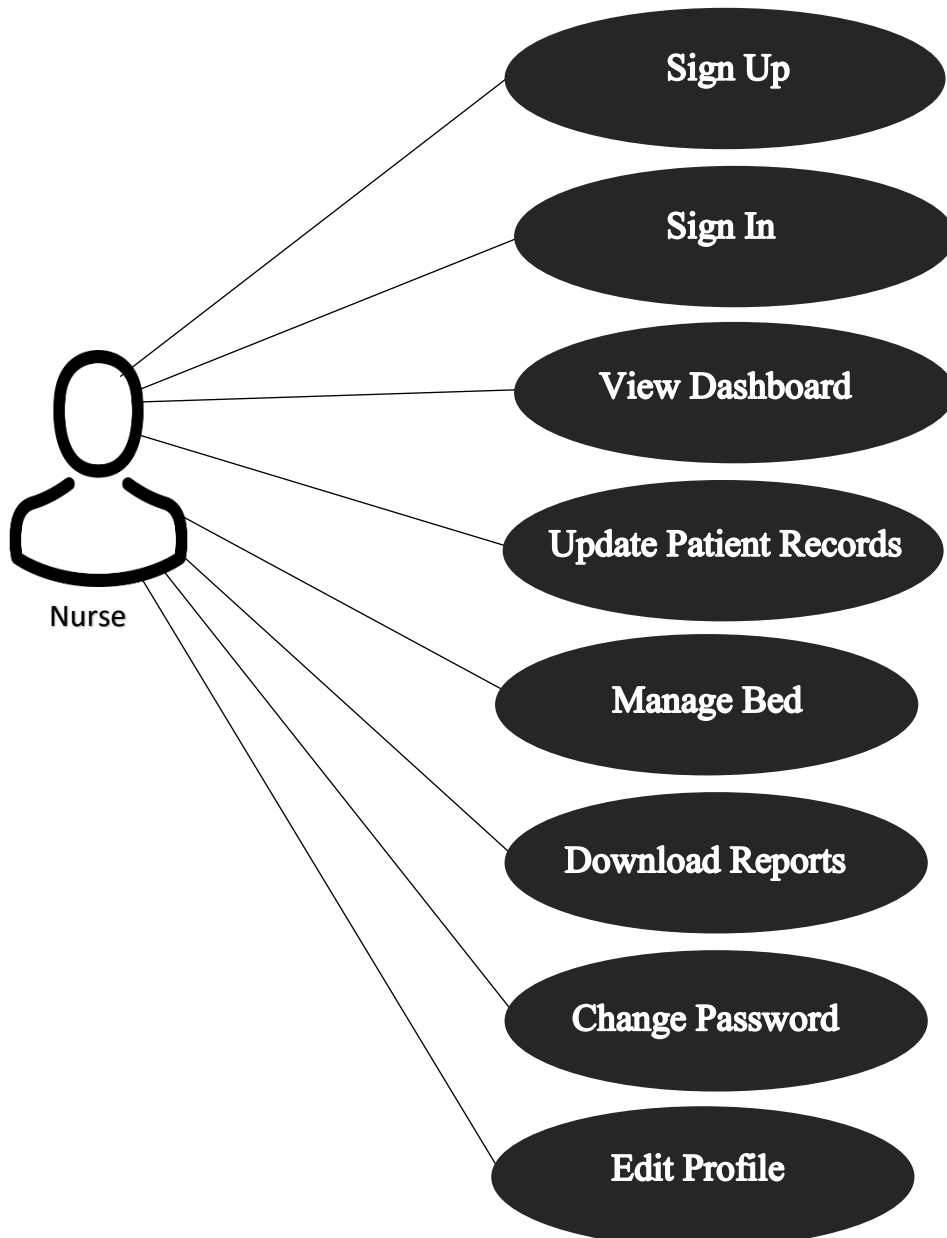 Sign Up
Sign In
View Dashboard
Update Patient Records
Nurse
Manage Bed
Download Reports
Change Password
Edit Profile